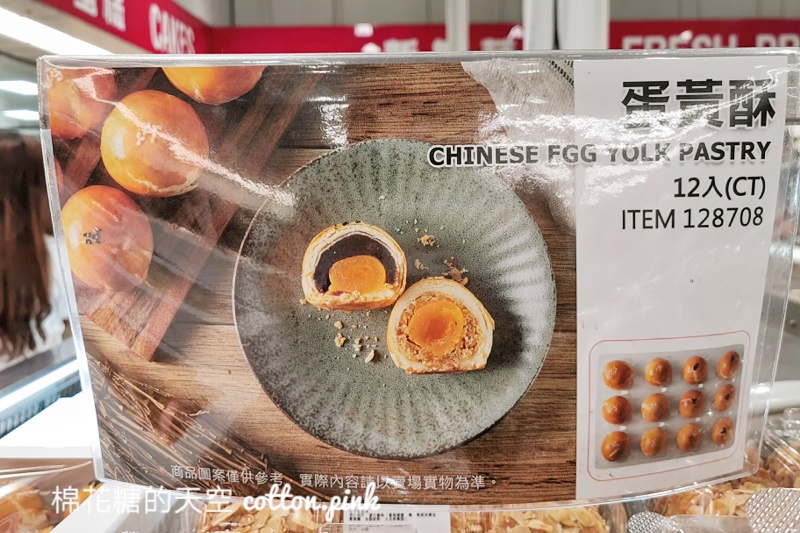 CAKES
蛋黃酥
CHINESE EGG YOLK PASTRY
12入(CT)
ITEM 128708
商品圖案僅供參考 實際內容請以賣場實物為準。
棉花糖的天空 cotton.pink